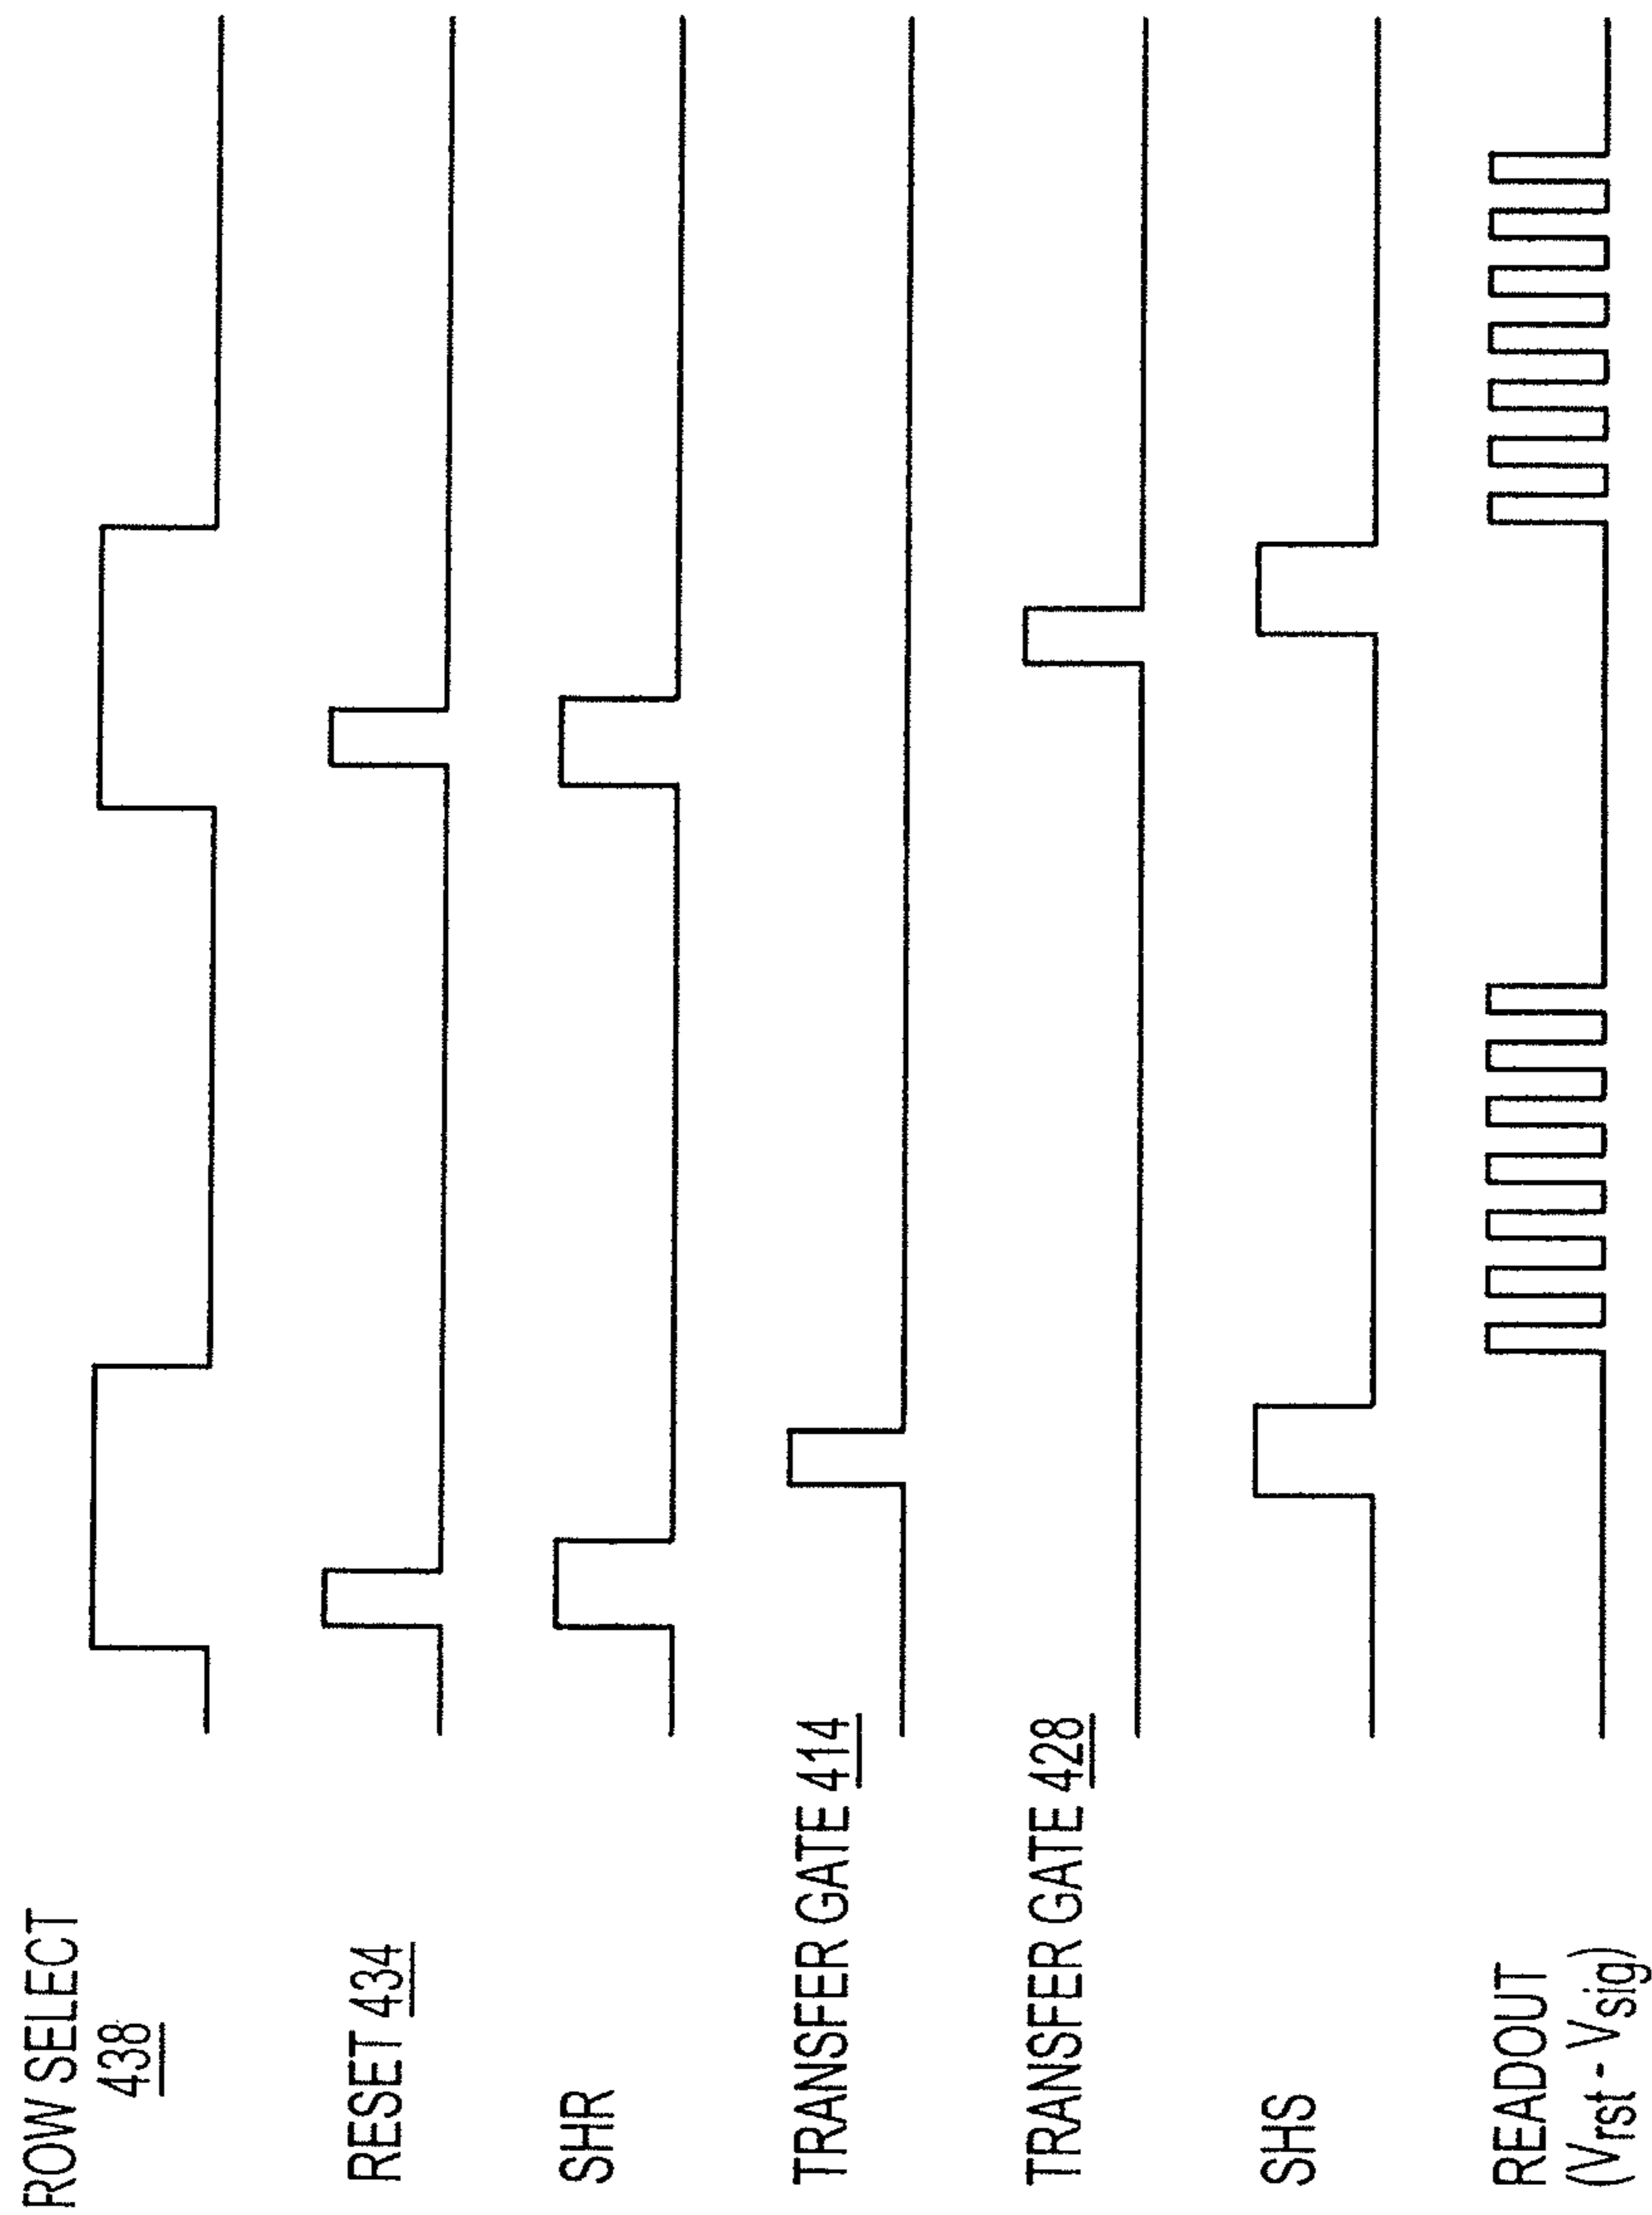 ROW SELECT
438
RESET 434
SHR
TRANSFER GATE 414
TRANSFER GATE 428
SHS
READOUT
(Vrst - Vsig)